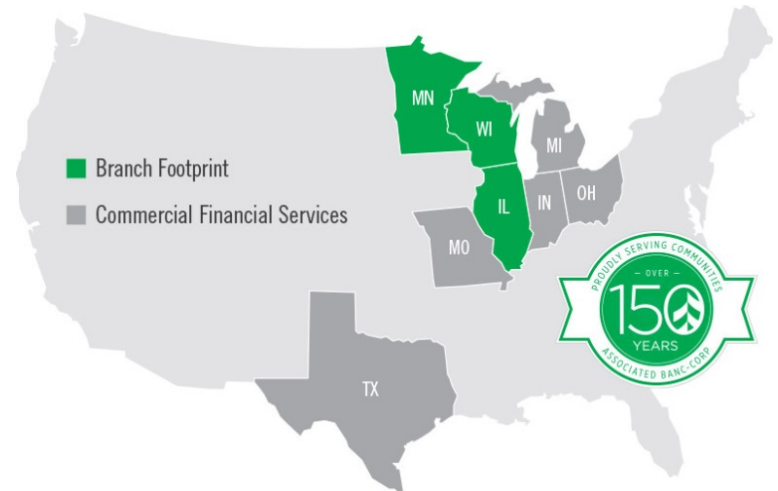 MN
WI
MI
Branch Footprint
Commercial Financial Services
IL
IN
OH
MO
TX
PROUDLY SERVING COMMUNITIES
OVER
150
YEARS
ASSOCIATED BANC-CORP